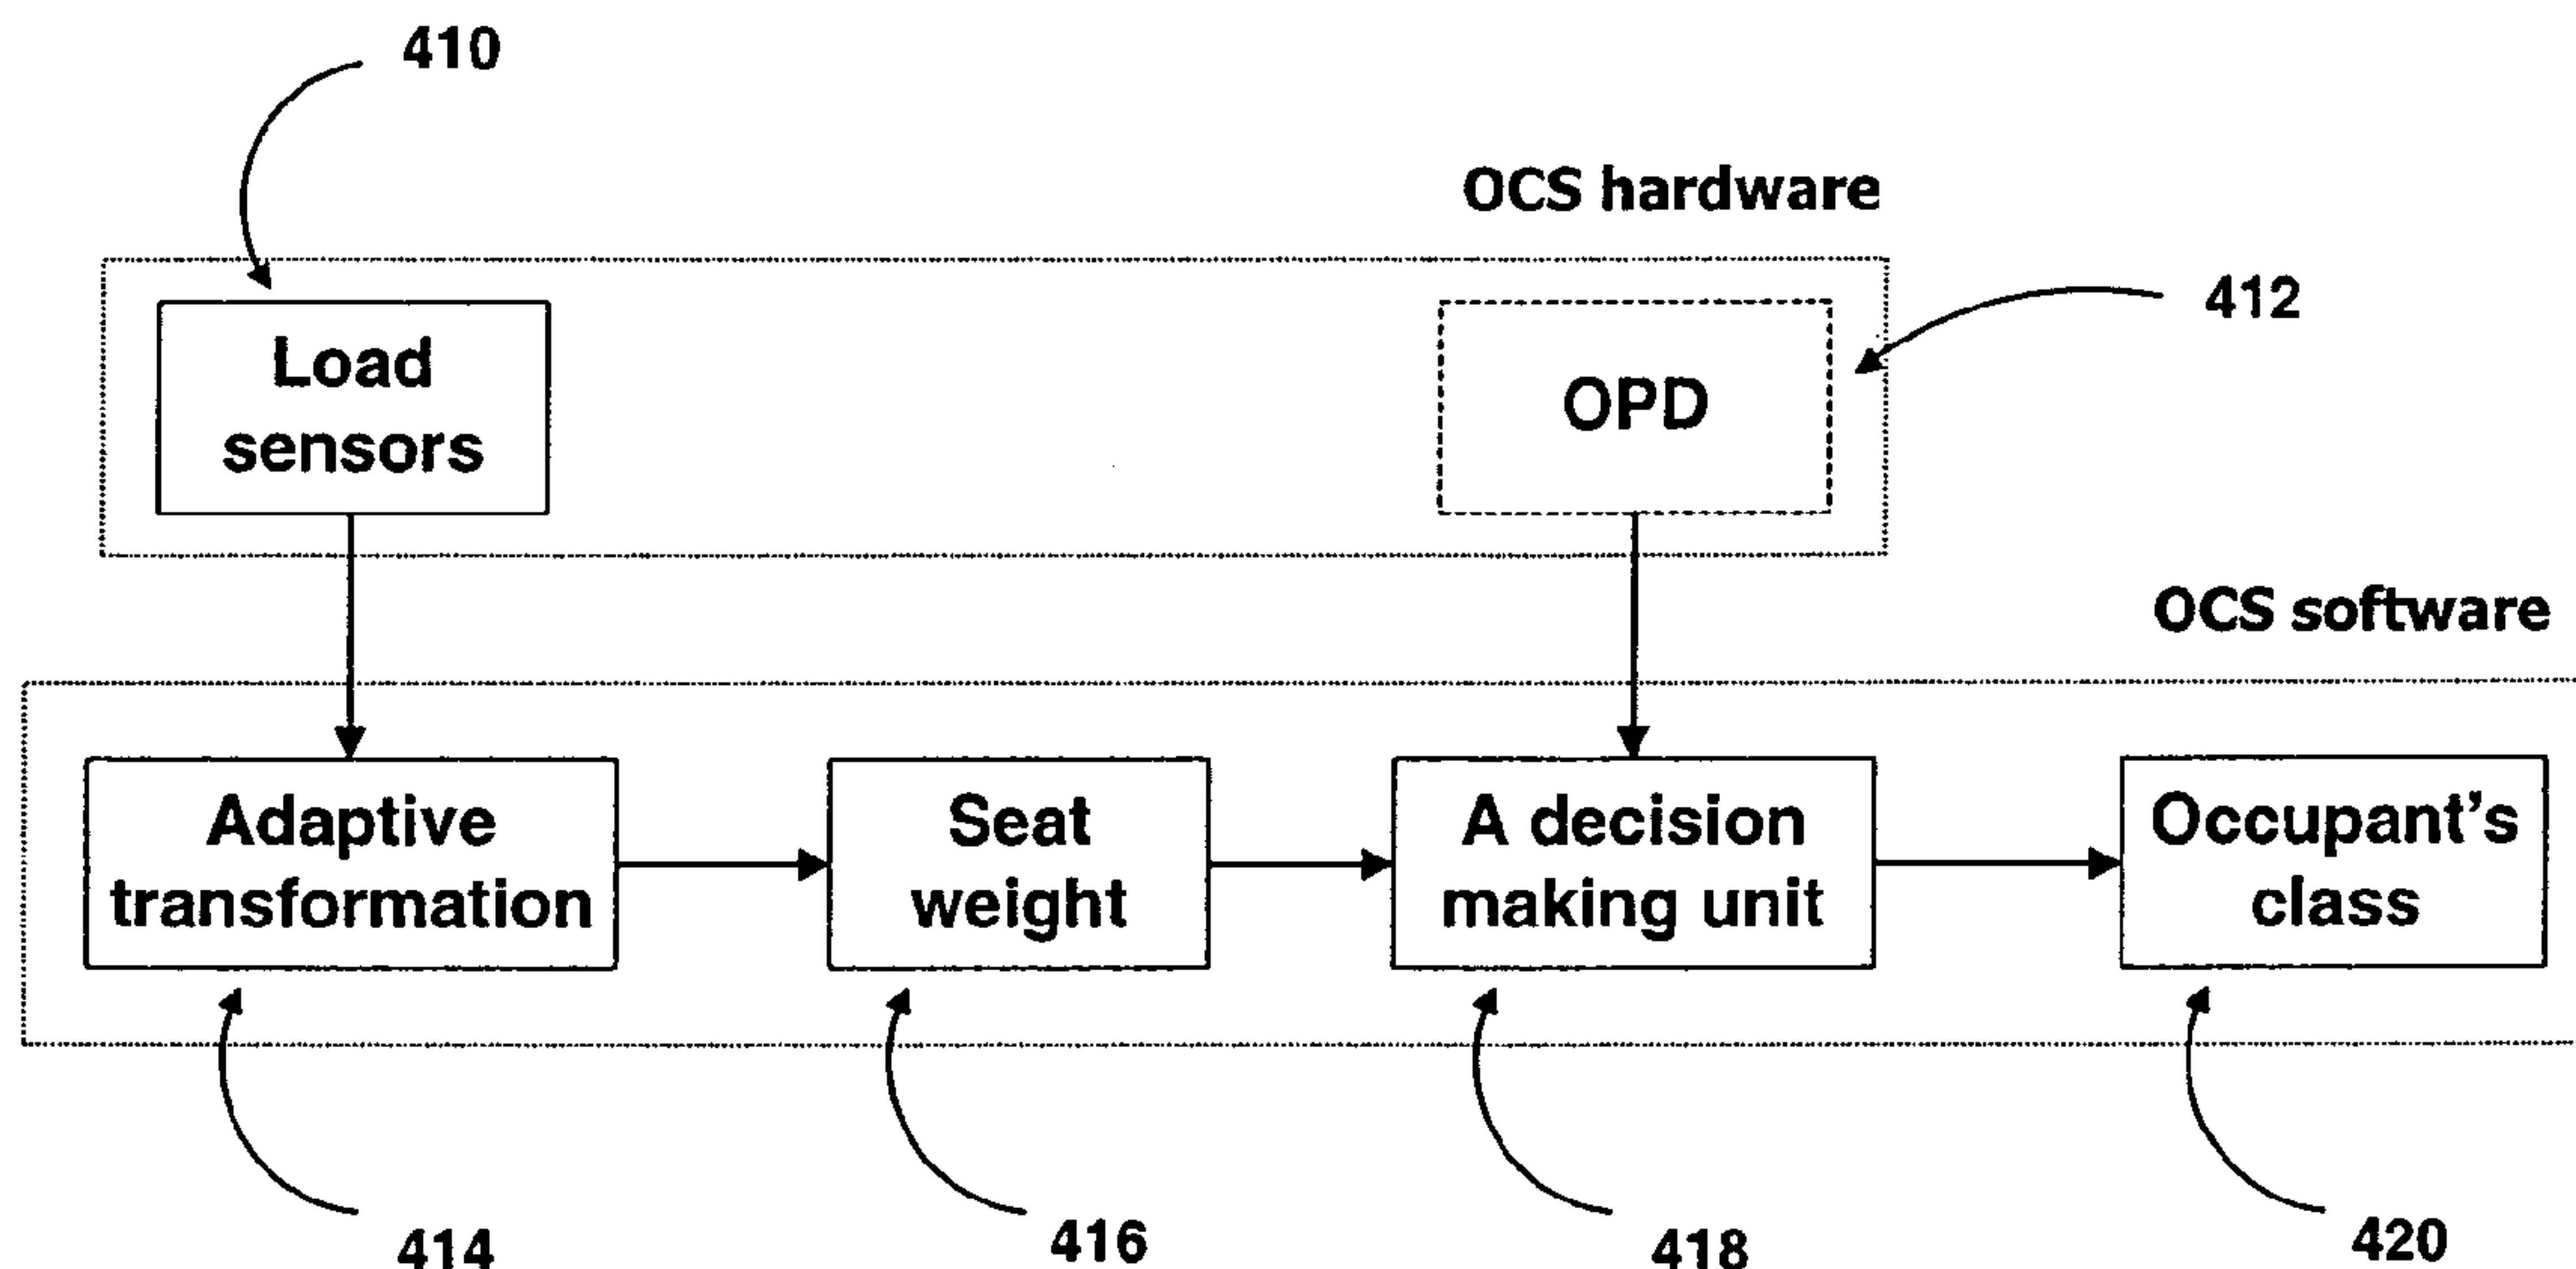 410
OCS hardware
412
Load
sensors
OPD
OCS software
Adaptive
transformation
Seat
weight
A decision
making unit
Occupant's
class
414
416
418
420